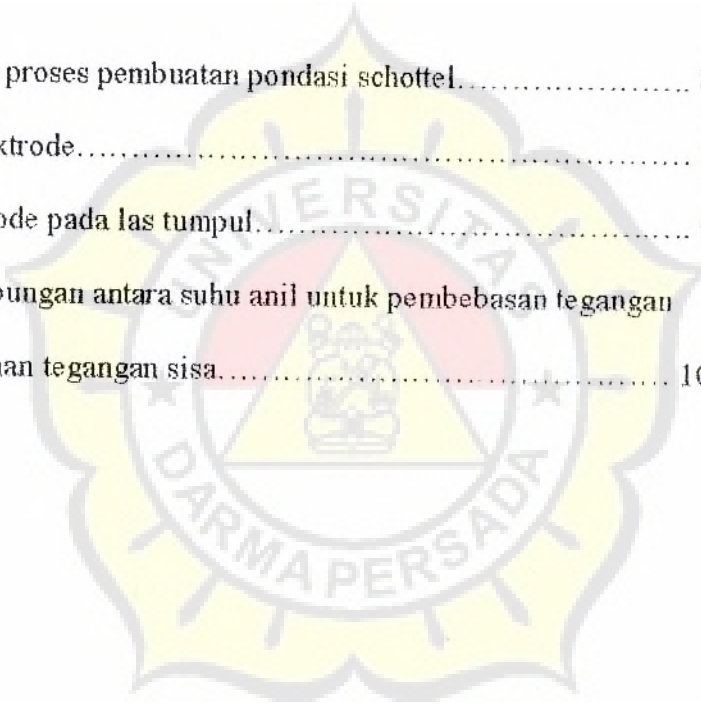 proses pembuatan pondasi schottel....................
ktrode......................................................
ode pada las tumpul.....................................
ungan antara suhu anil untuk pembebasan tegangan
an tegangan sisa........................................ 10
UNIVERSITAS
DARMA PERSADA